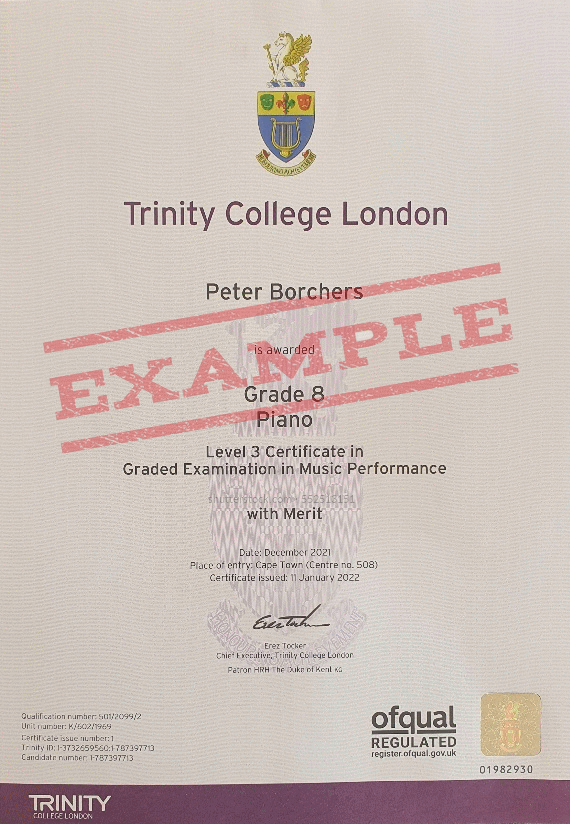 Trinity College London
Peter Borchers
is awarded
EXAMPLE
Grade 8
Piano
Level 3 Certificate in
Graded Examination in Music Performance
shutterstock.com · 552512131
with Merit
Date: December 2021
Place of entry: Cape Town (Centre no. 508)
Certificate issued: 11 January 2022
Erez Tocker
Chief Executive, Trinity College London
Patron HRH The Duke of Kent KG
Qualification number: 501/2099/2
Unit number: K/602/1969
Certificate issue number: 1
Trinity ID: 1-3732659560:1-787397713
Candidate number: 1-787397713
ofqual
REGULATED
register.ofqual.gov.uk
01982930
TRINITY
COLLEGE LONDON